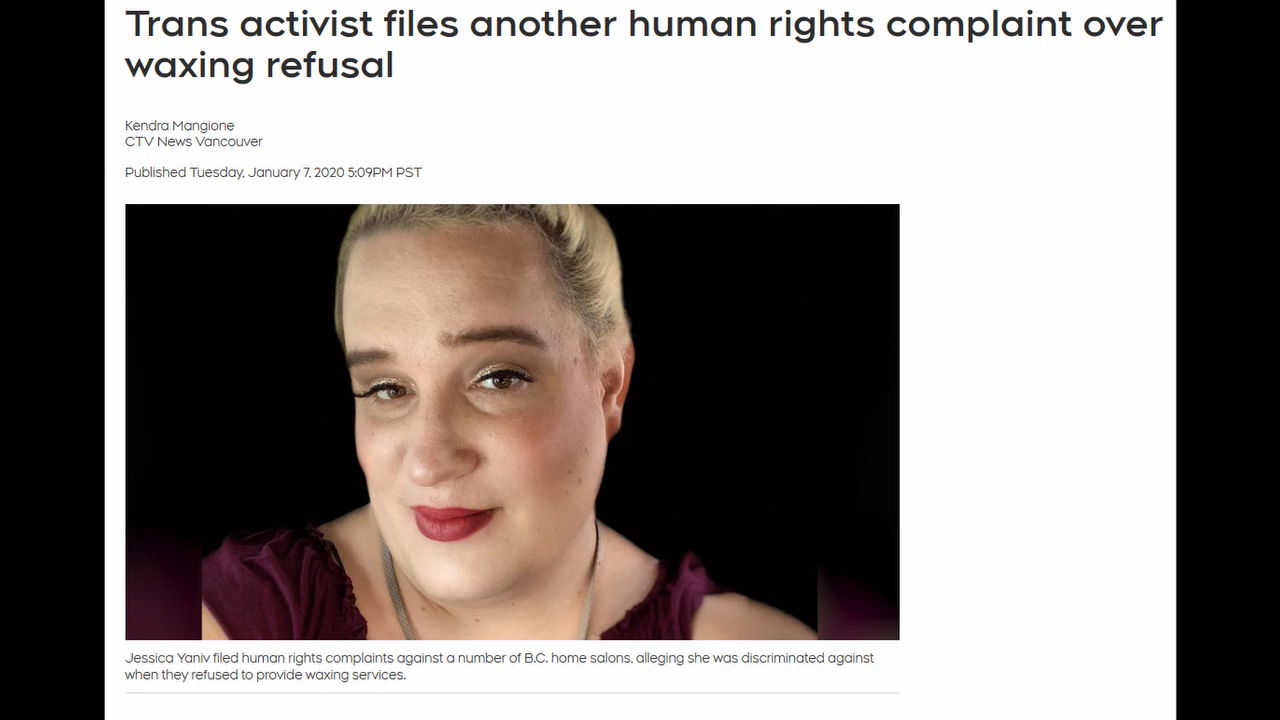 Trans activist files another human rights complaint over
waxing refusal
Kendra Mangione
CTV News Vancouver
Published Tuesday, January 7, 2020 5:09PM PST
Jessica Yaniv filed human rights complaints against a number of B.C. home salons, alleging she was discriminated against
when they refused to provide waxing services.